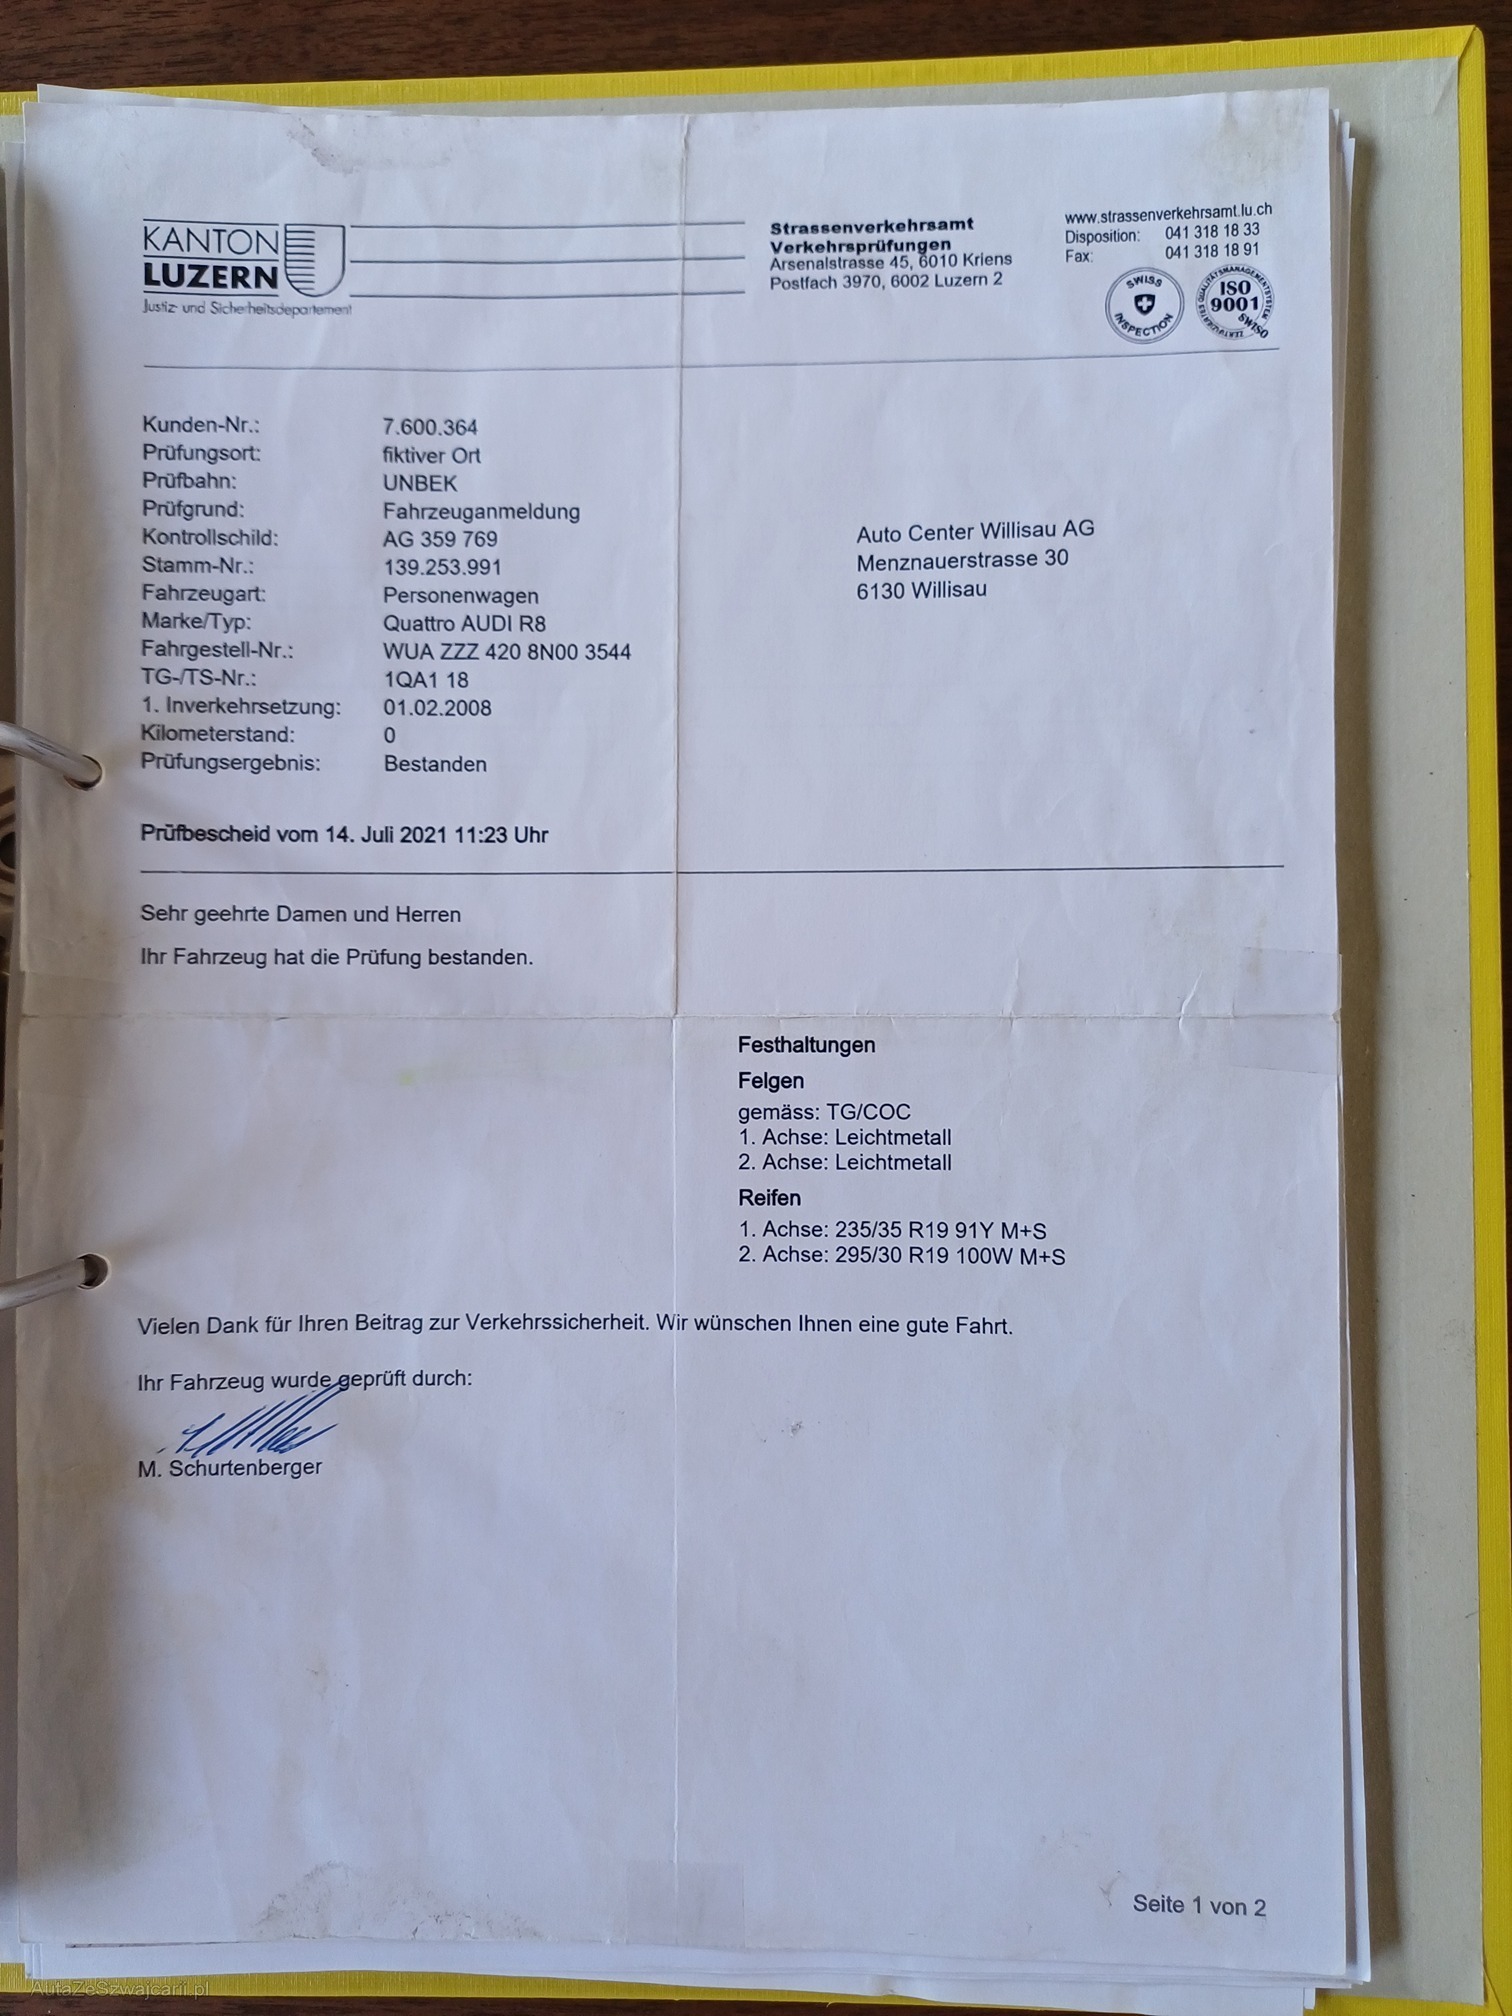 KANTON
LUZERN
Justiz- und Sicherheitsdepartement
Strassenverkehrsamt
Verkehrsprüfungen
Arsenalstrasse 45, 6010 Kriens
Postfach 3970, 6002 Luzern 2
www.strassenverkehrsamt.lu.ch
Disposition: 041 318 18 33
Fax: 041 318 18 91
SWISS INSPECTION
ISO
9001
SWISO
Kunden-Nr.: 7.600.364
Prüfungsort: fiktiver Ort
Prüfbahn: UNBEK
Prüfgrund: Fahrzeuganmeldung
Kontrollschild: AG 359 769
Stamm-Nr.: 139.253.991
Fahrzeugart: Personenwagen
Marke/Typ: Quattro AUDI R8
Fahrgestell-Nr.: WUA ZZZ 420 8N00 3544
TG-/TS-Nr.: 1QA1 18
1. Inverkehrsetzung: 01.02.2008
Kilometerstand: 0
Prüfungsergebnis: Bestanden
Auto Center Willisau AG
Menznauerstrasse 30
6130 Willisau
Prüfbescheid vom 14. Juli 2021 11:23 Uhr
Sehr geehrte Damen und Herren
Ihr Fahrzeug hat die Prüfung bestanden.
Festhaltungen
Felgen
gemäss: TG/COC
1. Achse: Leichtmetall
2. Achse: Leichtmetall
Reifen
1. Achse: 235/35 R19 91Y M+S
2. Achse: 295/30 R19 100W M+S
Vielen Dank für Ihren Beitrag zur Verkehrssicherheit. Wir wünschen Ihnen eine gute Fahrt.
Ihr Fahrzeug wurde geprüft durch:
M. Schurtenberger
Seite 1 von 2
AutaZeSzwajcarii.pl